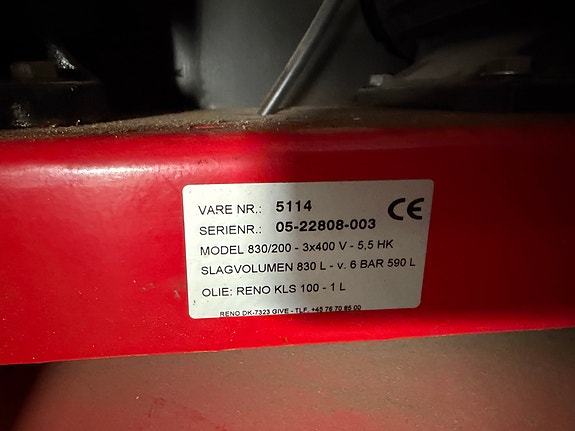 VARE NR.: 5114 CE
SERIENR.: 05-22808-003
MODEL 830/200 - 3x400 V - 5,5 HK
SLAGVOLUMEN 830 L - v. 6 BAR 590 L
OLIE: RENO KLS 100 - 1 L
RENO DK-7323 GIVE - TLF. +45 76 70 85 00